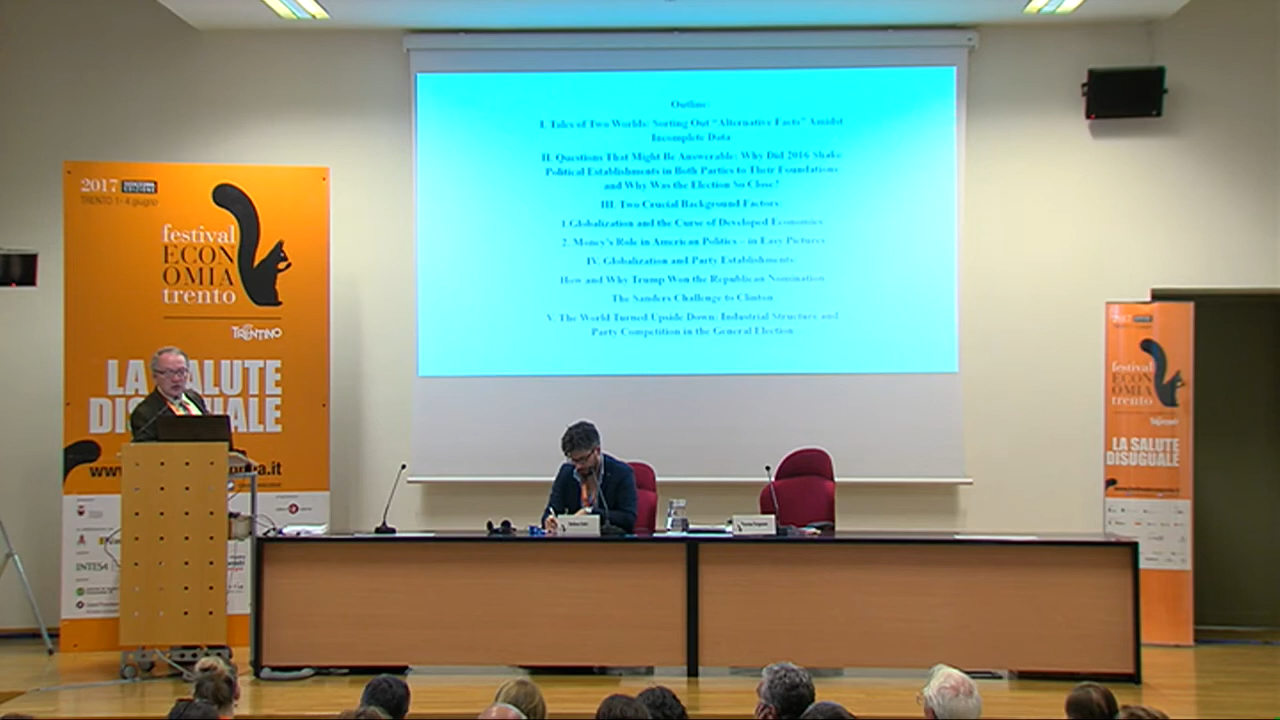 Outline:
I. Tales of Two Worlds: Sorting Out "Alternative Facts" Amidst
Incomplete Data
II. Questions That Might Be Answerable: Why Did 2016 Shake
Political Establishments in Both Parties to Their Foundations
and Why Was the Election So Close?
III. Two Crucial Background Factors:
1 Globalization and the Curse of Developed Economies
2. Money's Role in American Politics – in Easy Pictures
IV. Globalization and Party Establishments:
How and Why Trump Won the Republican Nomination
The Sanders Challenge to Clinton
V. The World Turned Upside Down: Industrial Structure and
Party Competition in the General Election
2017
TRENTO 1-4 giugno
festival
ECON
OMIA
trento
TRENTINO
LA SALUTE
DISUGUALE
www
.it
INTESA
2017
festival
ECON
OMIA
trento
TRENTINO
LA SALUTE
DISUGUALE